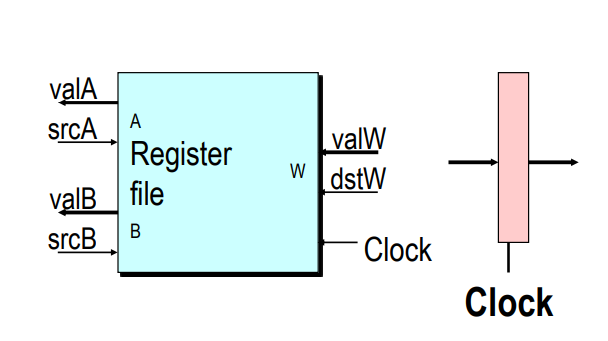 valA
srcA
valB
srcB
A
Register
file
B
W
valW
dstW
Clock
Clock